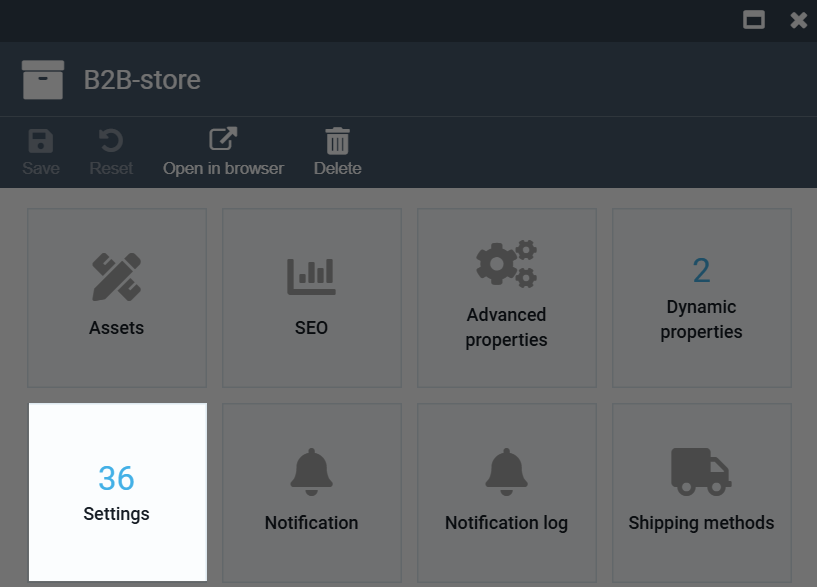 B2B-store
Save
Reset
Open in browser
Delete
Assets
SEO
Advanced
properties
2
Dynamic
properties
36
Settings
Notification
Notification log
Shipping methods